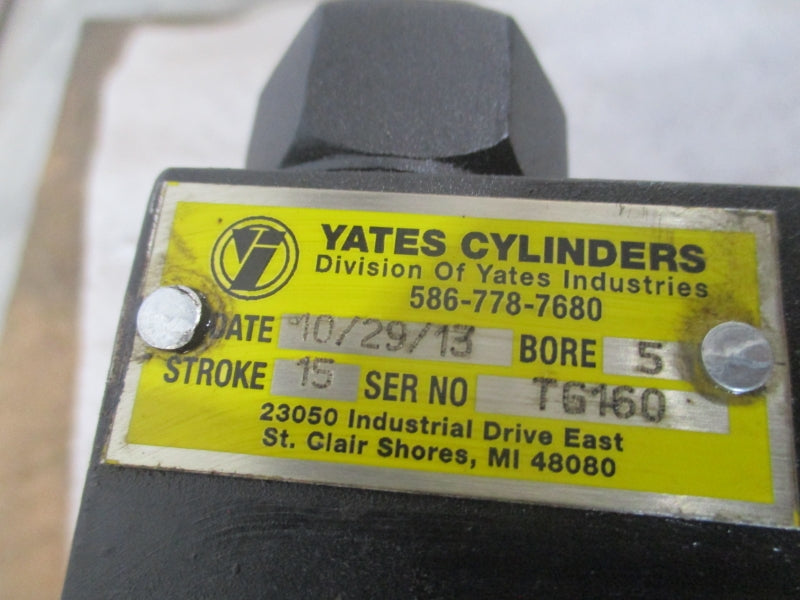 YATES CYLINDERS
Division Of Yates Industries
586-778-7680
DATE 10/29/13 BORE 5
STROKE 15 SER NO TG160
23050 Industrial Drive East
St. Clair Shores, MI 48080